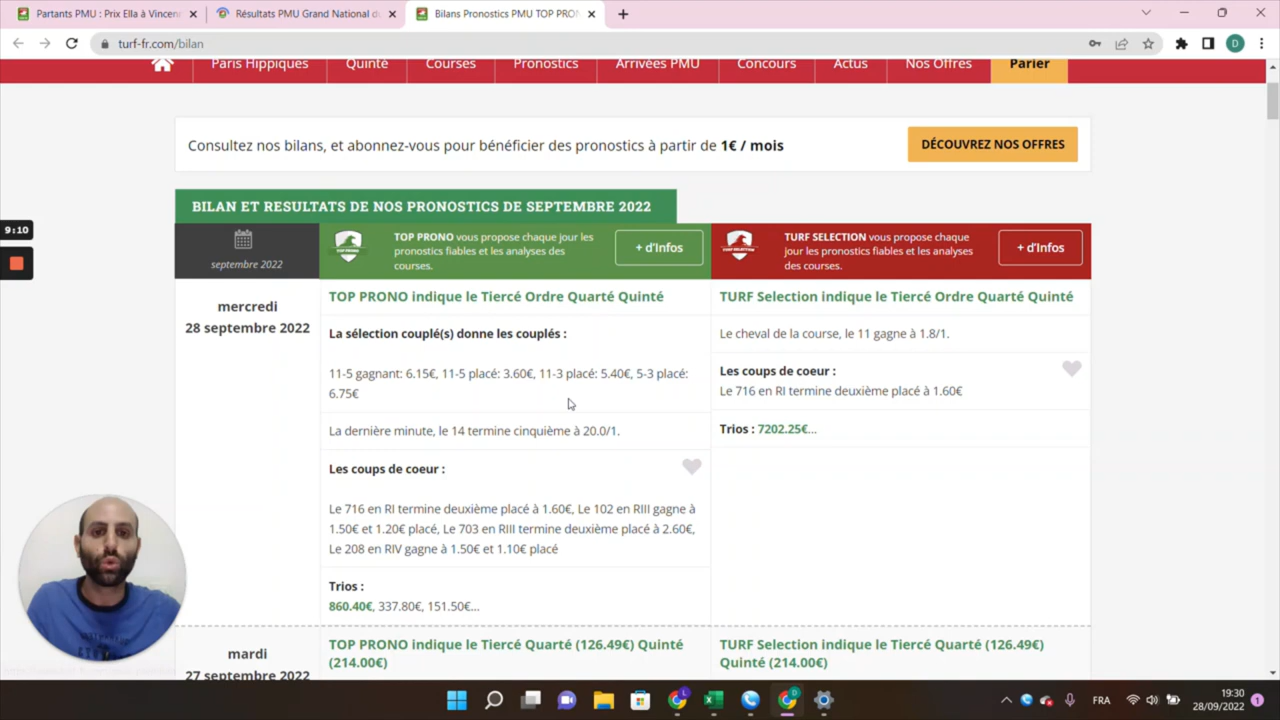 Partants PMU : Prix Ella à Vincen
Résultats PMU Grand National du
Bilans Pronostics PMU TOP PRON
turf-fr.com/bilan
D
Paris Hippiques
Quinté
Courses
Pronostics
Arrivées PMU
Concours
Actus
Nos Offres
Parier
Consultez nos bilans, et abonnez-vous pour bénéficier des pronostics à partir de 1€ / mois
DÉCOUVREZ NOS OFFRES
BILAN ET RESULTATS DE NOS PRONOSTICS DE SEPTEMBRE 2022
9:10
septembre 2022
TOP PRONO
TOP PRONO vous propose chaque jour les
pronostics fiables et les analyses des
courses.
+ d'Infos
TURF SELECTION
TURF SELECTION vous propose chaque
jour les pronostics fiables et les analyses
des courses.
+ d'Infos
mercredi
28 septembre 2022
TOP PRONO indique le Tiercé Ordre Quarté Quinté
La sélection couplé(s) donne les couplés :
11-5 gagnant: 6.15€, 11-5 placé: 3.60€, 11-3 placé: 5.40€, 5-3 placé:
6.75€
La dernière minute, le 14 termine cinquième à 20.0/1.
Les coups de coeur :
Le 716 en RI termine deuxième placé à 1.60€, Le 102 en RIII gagne à
1.50€ et 1.20€ placé, Le 703 en RIII termine deuxième placé à 2.60€,
Le 208 en RIV gagne à 1.50€ et 1.10€ placé
Trios :
860.40€, 337.80€, 151.50€...
TURF Selection indique le Tiercé Ordre Quarté Quinté
Le cheval de la course, le 11 gagne à 1.8/1.
Les coups de coeur :
Le 716 en RI termine deuxième placé à 1.60€
Trios : 7202.25€...
mardi
27 septembre 2022
TOP PRONO indique le Tiercé Quarté (126.49€) Quinté
(214.00€)
TURF Selection indique le Tiercé Quarté (126.49€)
Quinté (214.00€)
FRA
19:30
28/09/2022
1